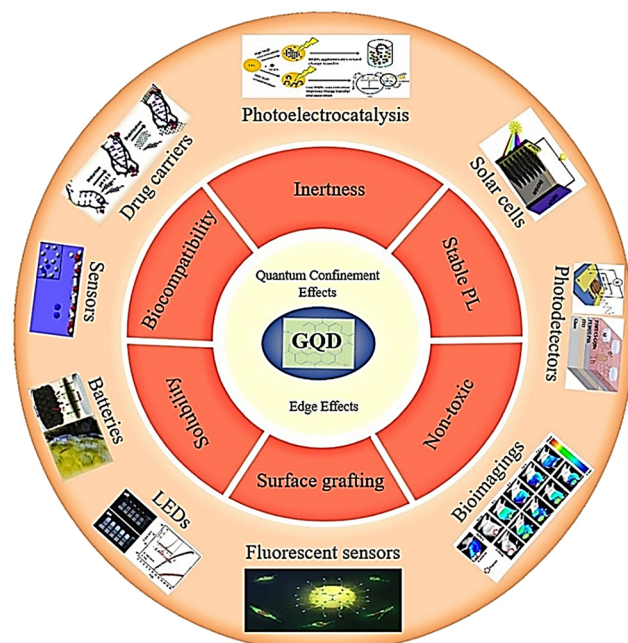 Photoelectrocatalysis
Solar cells
Photodetectors
Bioimagings
Fluorescent sensors
LEDs
Batteries
Sensors
Drug carriers
Inertness
Stable PL
Non-toxic
Surface grafting
Solubility
Biocompatibility
Quantum Confinement
Effects
GQD
Edge Effects